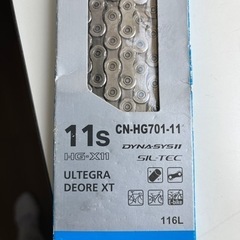 11s CN-HG701-11
HG-X11 DYNA-SYS11
SIL-TEC
ULTEGRA
DEORE XT
116L